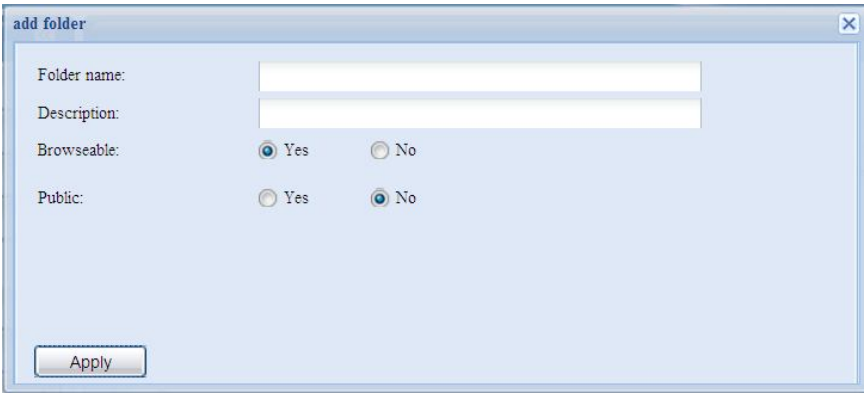 add folder
Folder name:
Description:
Browseable: Yes No
Public: Yes No
Apply